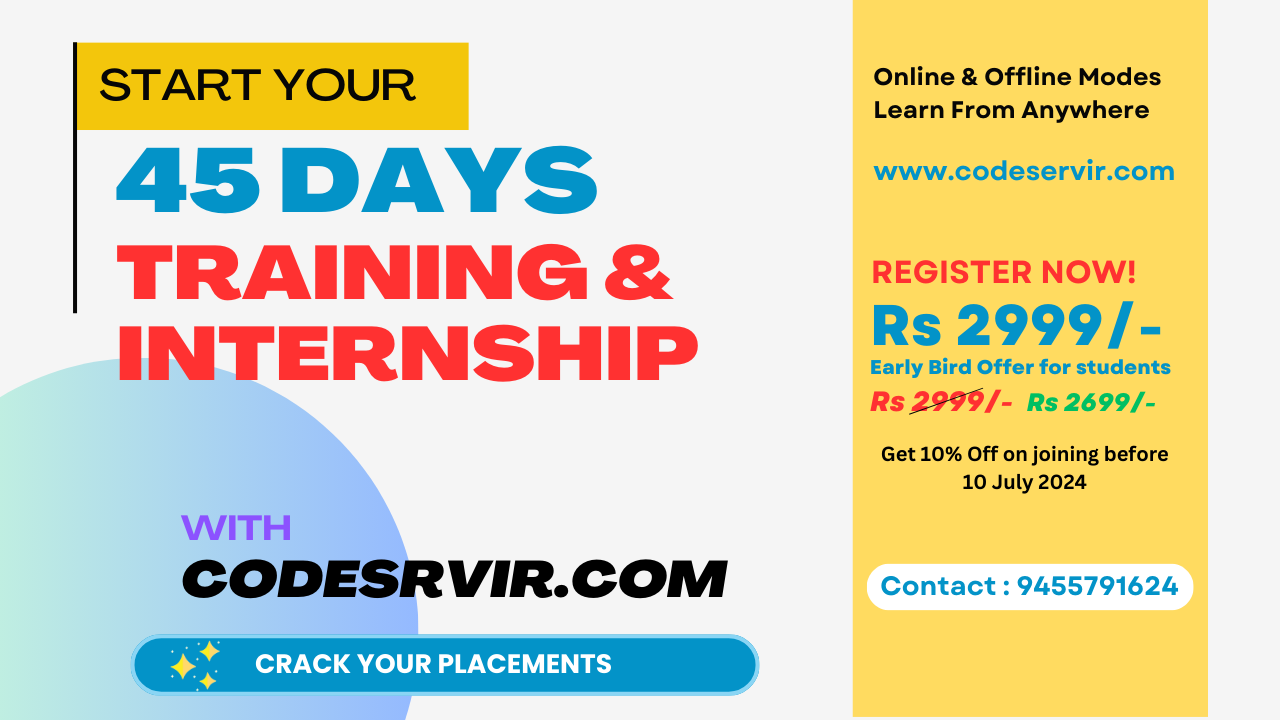 START YOUR
45 DAYS
TRAINING &
INTERNSHIP
WITH
CODESRVIR.COM
CRACK YOUR PLACEMENTS
Online & Offline Modes
Learn From Anywhere
www.codeservir.com
REGISTER NOW!
Rs 2999/-
Early Bird Offer for students
Rs 2999/- Rs 2699/-
Get 10% Off on joining before
10 July 2024
Contact : 9455791624